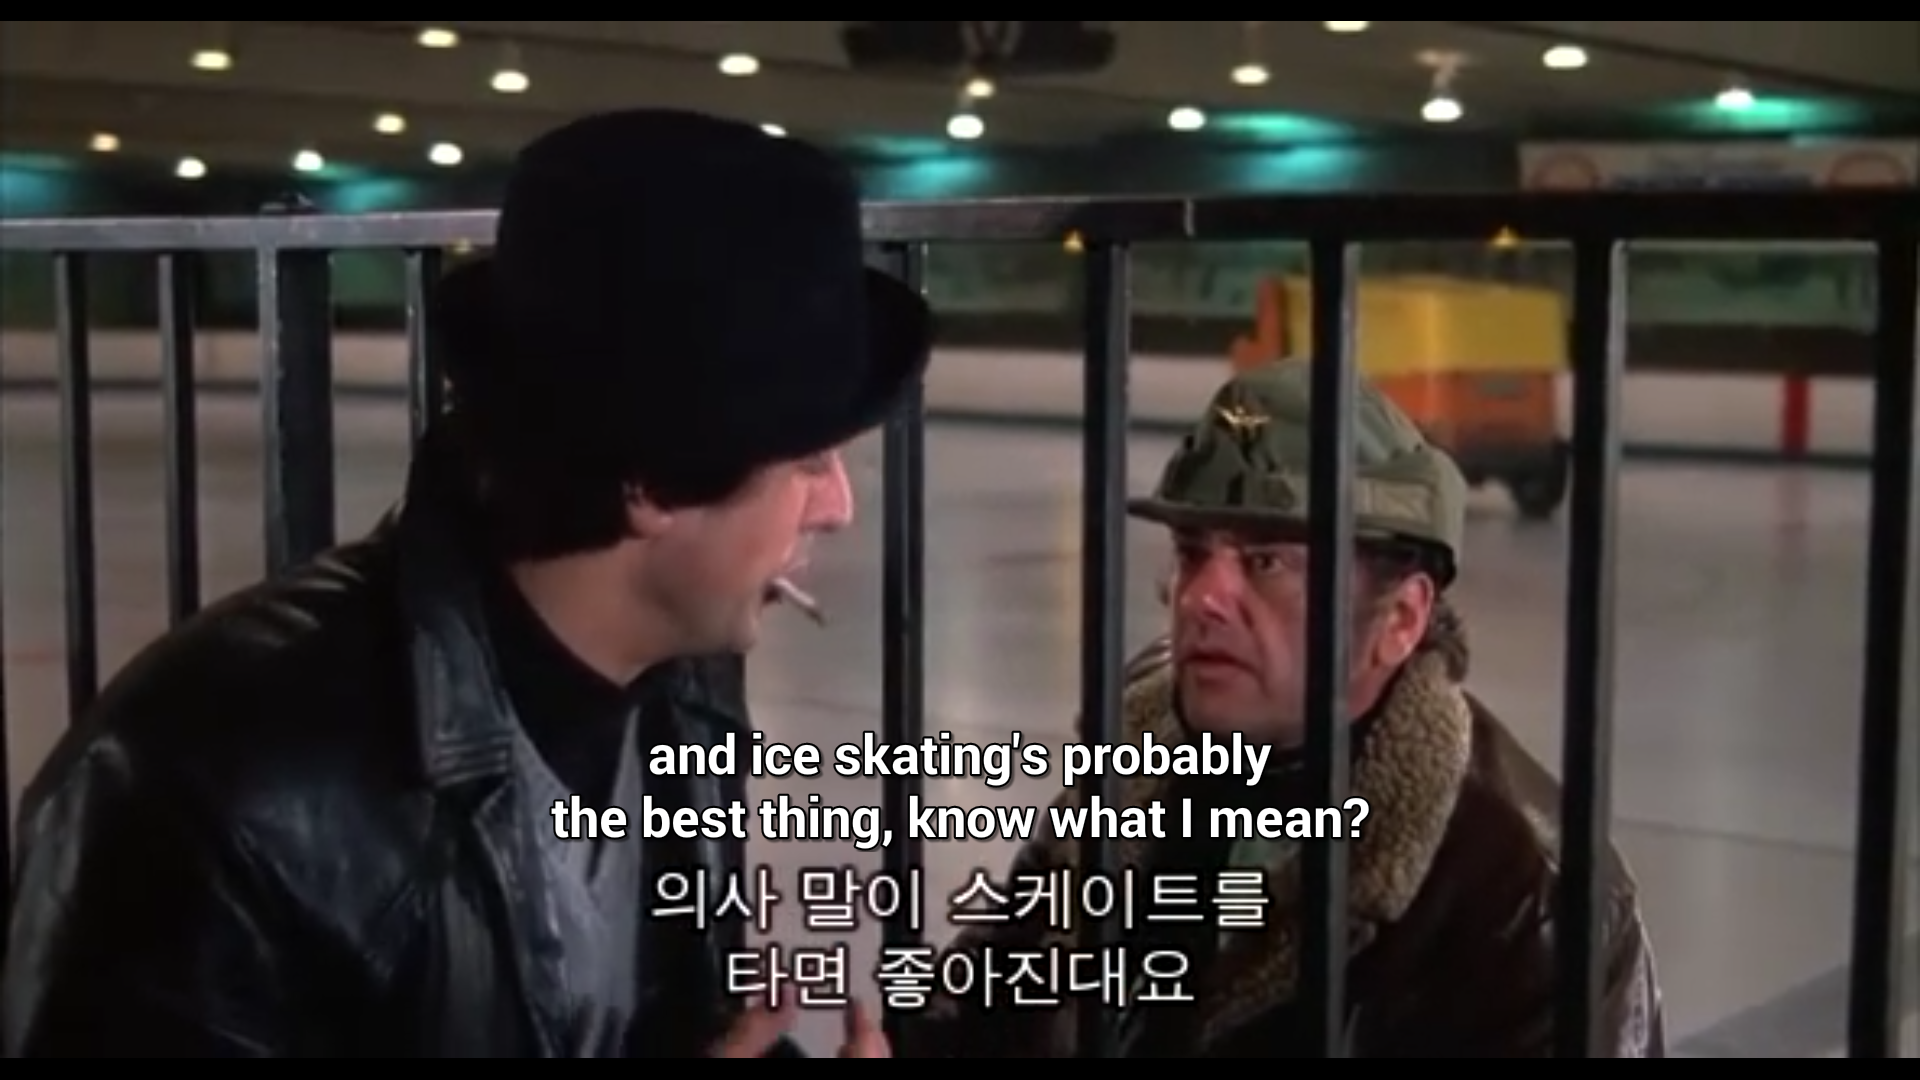 and ice skating's probably
the best thing, know what I mean?
의사 말이 스케이트를
타면 좋아진대요